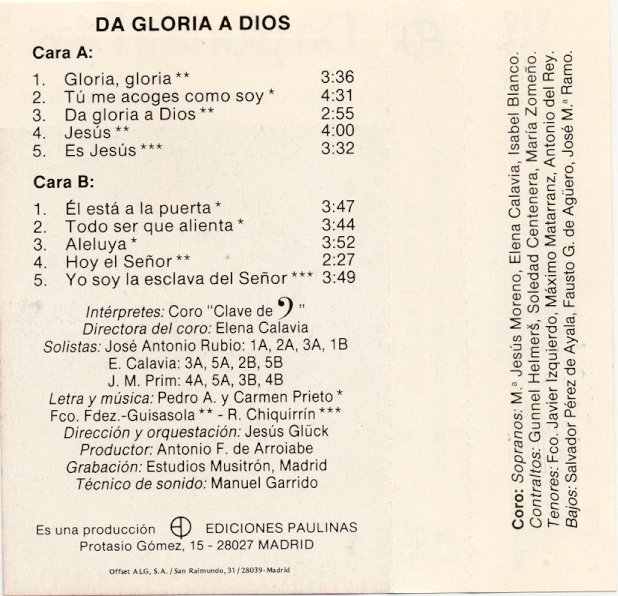 DA GLORIA A DIOS
Cara A:
1. Gloria, gloria ** 3:36
2. Tú me acoges como soy * 4:31
3. Da gloria a Dios ** 2:55
4. Jesús ** 4:00
5. Es Jesús *** 3:32
Cara B:
1. Él está a la puerta * 3:47
2. Todo ser que alienta * 3:44
3. Aleluya * 3:52
4. Hoy el Señor ** 2:27
5. Yo soy la esclava del Señor *** 3:49
Intérpretes: Coro "Clave de 𝄢"
Directora del coro: Elena Calavia
Solistas: José Antonio Rubio: 1A, 2A, 3A, 1B
E. Calavia: 3A, 5A, 2B, 5B
J. M. Prim: 4A, 5A, 3B, 4B
Letra y música: Pedro A. y Carmen Prieto *
Fco. Fdez.-Guisasola ** - R. Chiquirrín ***
Dirección y orquestación: Jesús Glück
Productor: Antonio F. de Arroiabe
Grabación: Estudios Musitrón, Madrid
Técnico de sonido: Manuel Garrido
Es una producción EDICIONES PAULINAS
Protasio Gómez, 15 - 28027 MADRID
Offset ALG, S.A. / San Raimundo, 31 / 28039-Madrid
Coro: Sopranos: M.ª Jesús Moreno, Elena Calavia, Isabel Blanco.
Contraltos: Gunnel Helmerš, Soledad Centenera, María Zomeño.
Tenores: Fco. Javier Izquierdo, Máximo Matarranz, Antonio del Rey.
Bajos: Salvador Pérez de Ayala, Fausto G. de Agüero, José M.ª Ramo.